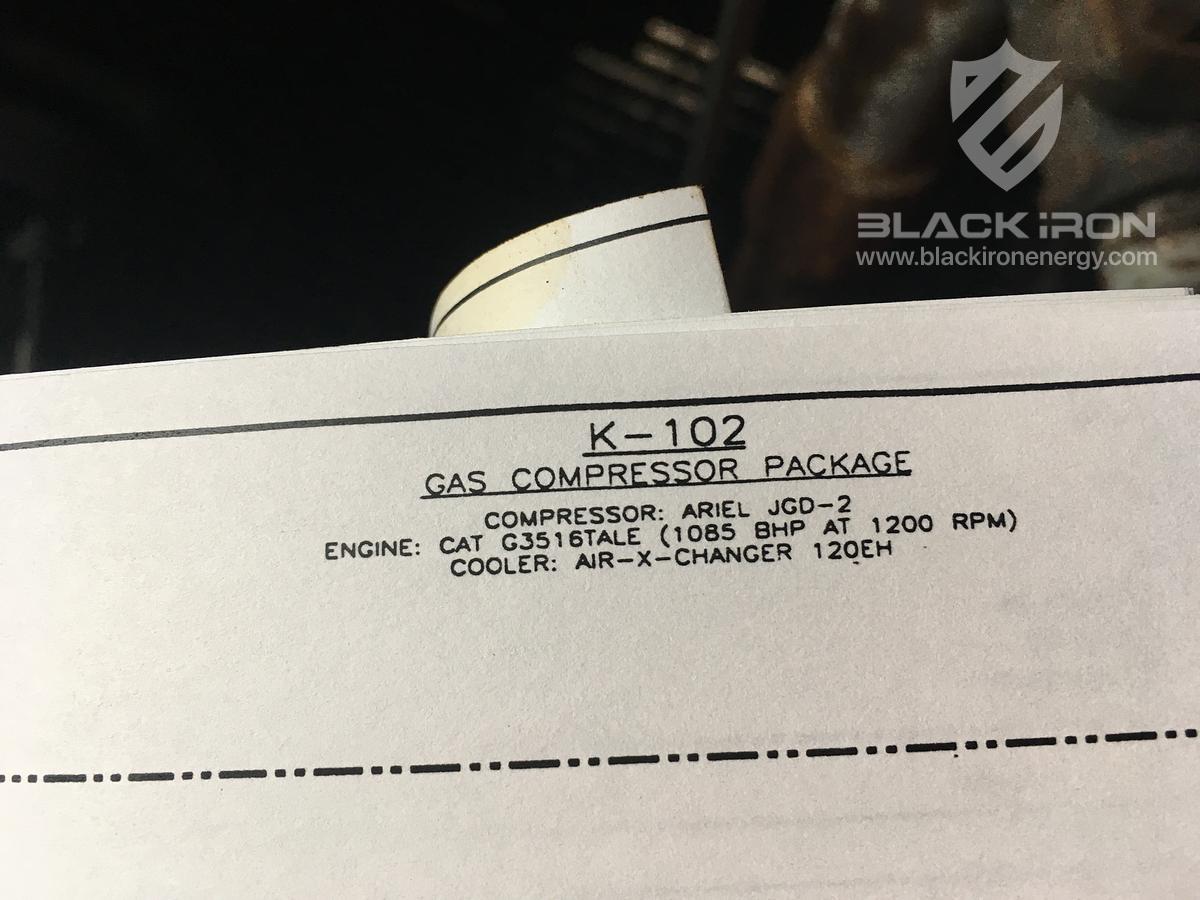 BLACK iRON
www.blackironenergy.com
K-102
GAS COMPRESSOR PACKAGE
COMPRESSOR: ARIEL JGD-2
ENGINE: CAT G3516TALE (1085 BHP AT 1200 RPM)
COOLER: AIR-X-CHANGER 120EH